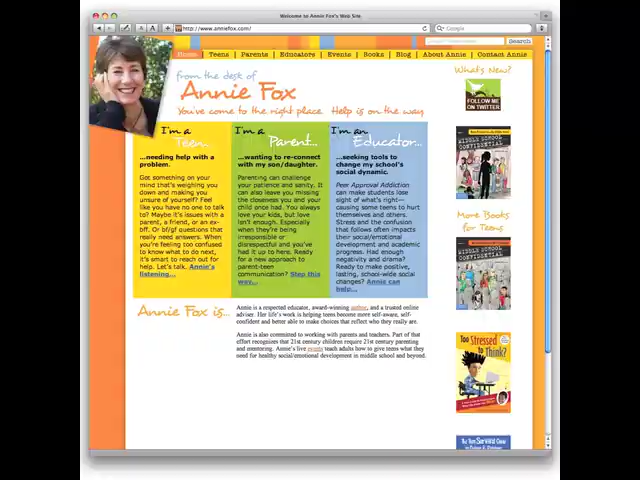 Welcome to Annie Fox's Web Site
http://www.anniefox.com/
Google
Search
Home | Teens | Parents | Educators | Events | Books | Blog | About Annie | Contact Annie
from the desk of
Annie Fox
You've come to the right place Help is on the way
I'm a Teen...
...needing help with a
problem.
Got something on your
mind that's weighing you
down and making you
unsure of yourself? Feel
like you have no one to talk
to? Maybe it's issues with a
parent, a friend, or an ex-
off. Or bf/gf questions that
really need answers. When
you're feeling too confused
to know what to do next,
it's smart to reach out for
help. Let's talk. Annie's
listening...
I'm a Parent...
...wanting to re-connect
with my son/daughter.
Parenting can challenge
your patience and sanity. It
can also leave you missing
the closeness you and your
child once had. You always
love your kids, but love
isn't enough. Especially
when they're being
irresponsible or
disrespectful and you've
had it up to here. Ready
for a new approach to
parent-teen
communication? Step this
way...
I'm an Educator...
...seeking tools to
change my school's
social dynamic.
Peer Approval Addiction
can make students lose
sight of what's right—
causing some teens to
hurt themselves and others.
Stress and the confusion
that follows often impacts
their social/emotional
development and academic
progress. Had enough
negativity and drama?
Ready to make positive,
lasting, school-wide social
changes? Annie can
help...
Annie Fox is...
Annie is a respected educator, award-winning author, and a trusted online
adviser. Her life's work is helping teens become more self-aware, self-
confident and better able to make choices that reflect who they really are.
Annie is also committed to working with parents and teachers. Part of that
effort recognizes that 21st century children require 21st century parenting
and mentoring. Annie's live events teach adults how to give teens what they
need for healthy social/emotional development in middle school and beyond.
What's New?
FOLLOW ME
ON TWITTER
MIDDLE SCHOOL
CONFIDENTIAL
More Books
for Teens
MIDDLE SCHOOL
CONFIDENTIAL
Too
Stressed
to Think?
The Teen Survival Guide